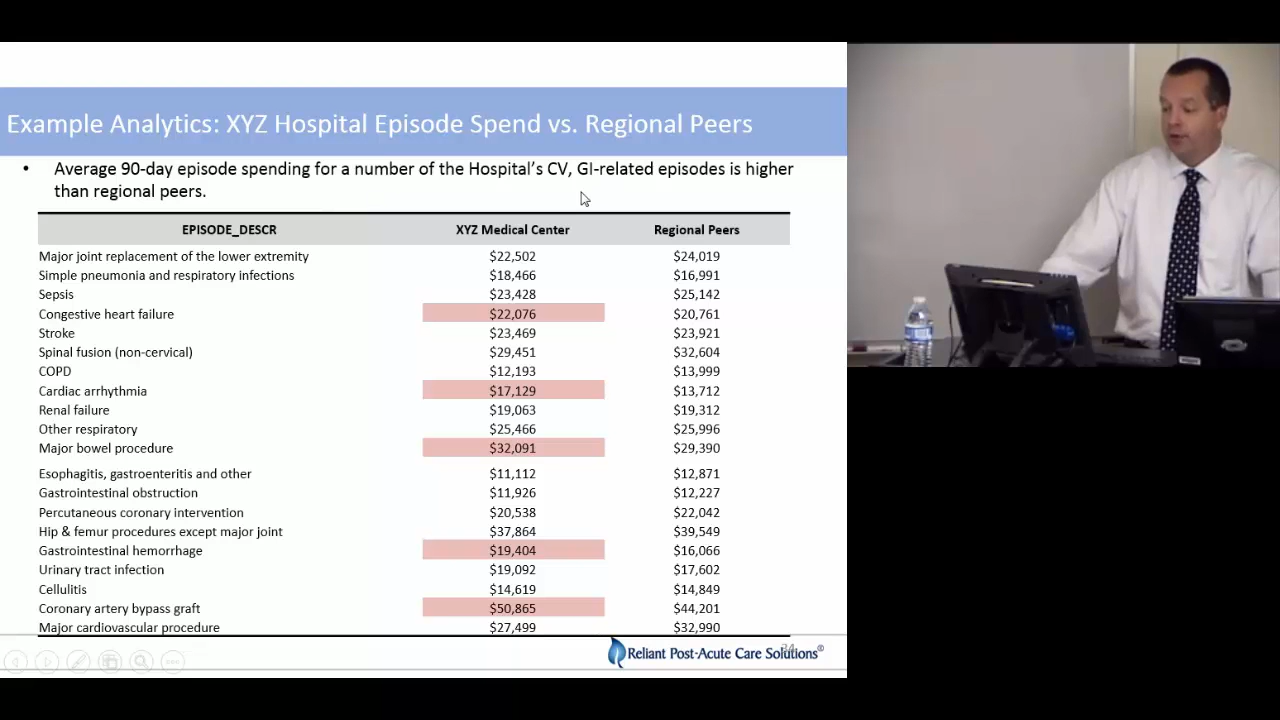 Example Analytics: XYZ Hospital Episode Spend vs. Regional Peers
• Average 90-day episode spending for a number of the Hospital's CV, GI-related episodes is higher
than regional peers.
EPISODE_DESCR XYZ Medical Center Regional Peers
Major joint replacement of the lower extremity $22,502 $24,019
Simple pneumonia and respiratory infections $18,466 $16,991
Sepsis $23,428 $25,142
Congestive heart failure $22,076 $20,761
Stroke $23,469 $23,921
Spinal fusion (non-cervical) $29,451 $32,604
COPD $12,193 $13,999
Cardiac arrhythmia $17,129 $13,712
Renal failure $19,063 $19,312
Other respiratory $25,466 $25,996
Major bowel procedure $32,091 $29,390
Esophagitis, gastroenteritis and other $11,112 $12,871
Gastrointestinal obstruction $11,926 $12,227
Percutaneous coronary intervention $20,538 $22,042
Hip & femur procedures except major joint $37,864 $39,549
Gastrointestinal hemorrhage $19,404 $16,066
Urinary tract infection $19,092 $17,602
Cellulitis $14,619 $14,849
Coronary artery bypass graft $50,865 $44,201
Major cardiovascular procedure $27,499 $32,990
Reliant Post-Acute Care Solutions®